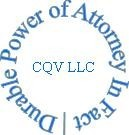 Durable Power of Attorney In Fact |
CQV LLC